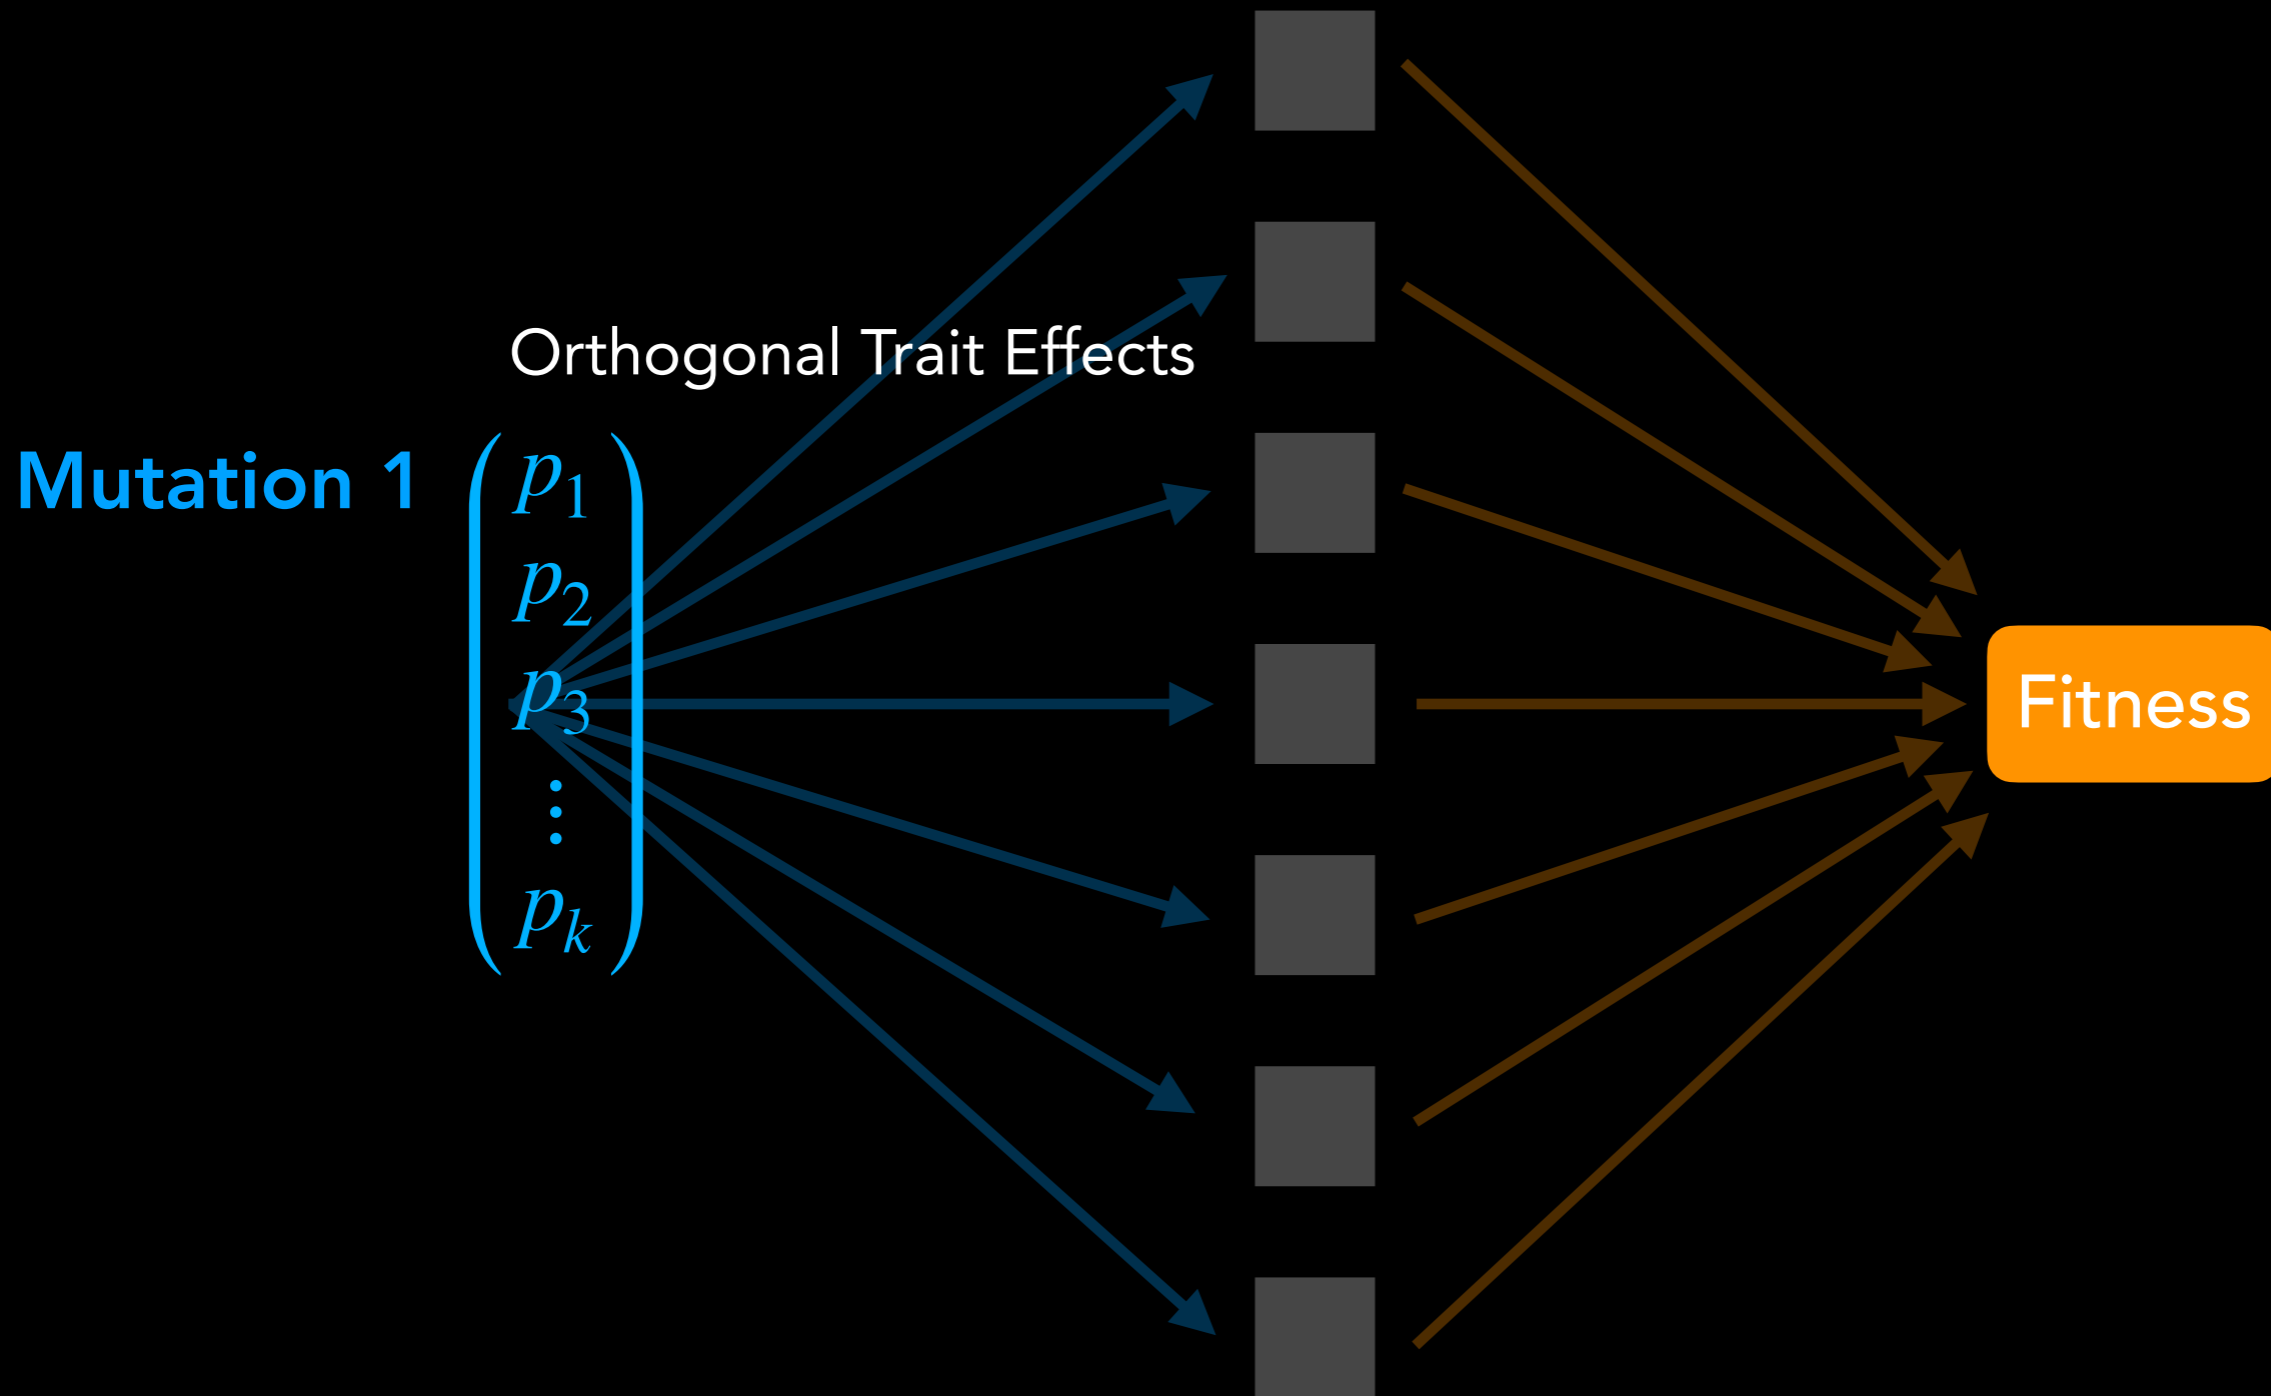 Orthogonal Trait Effects
Mutation 1
p₁
p₂
p₃
⋮
pₖ
Fitness